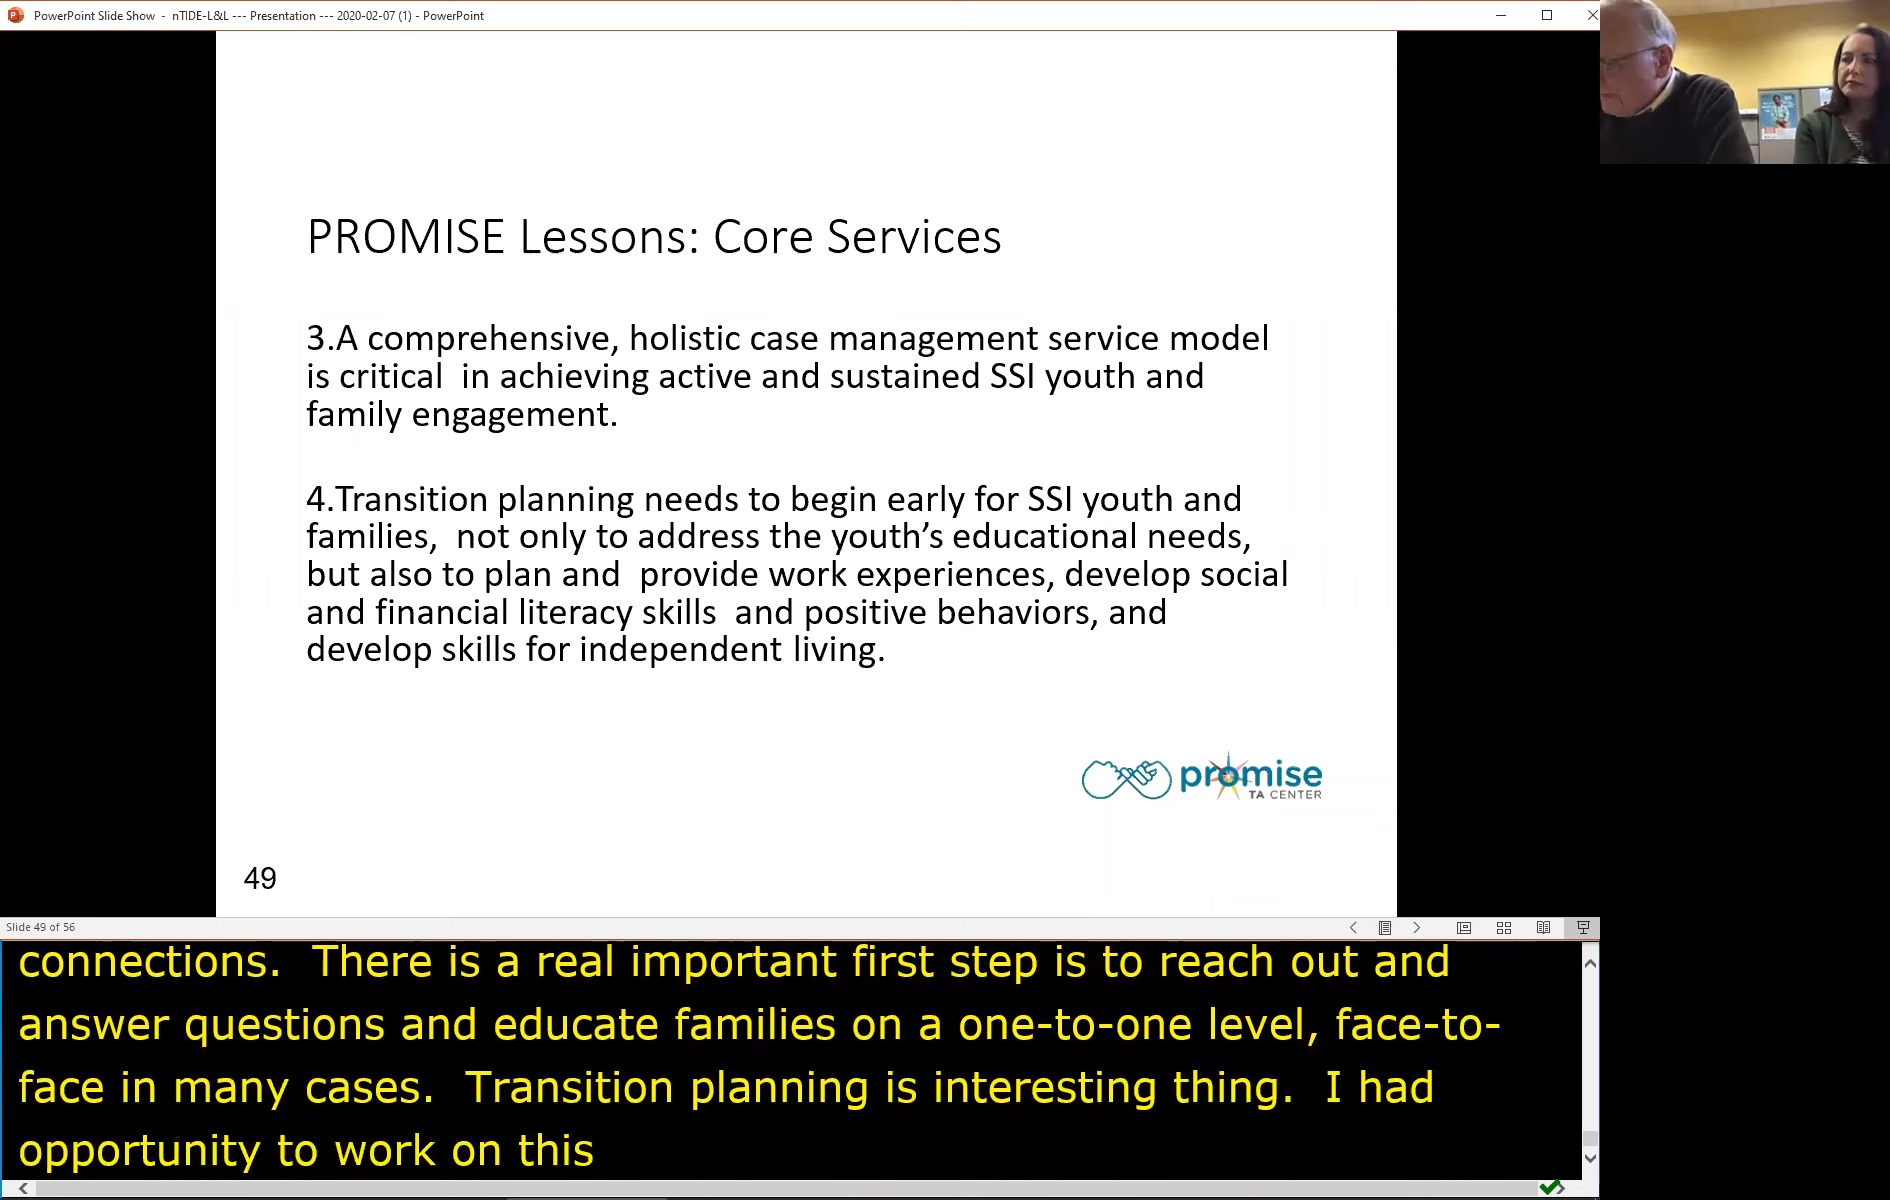 PowerPoint Slide Show - nTIDE-L&L --- Presentation --- 2020-02-07 (1) - PowerPoint
PROMISE Lessons: Core Services
3.A comprehensive, holistic case management service model
is critical  in achieving active and sustained SSI youth and
family engagement.
4.Transition planning needs to begin early for SSI youth and
families,  not only to address the youth’s educational needs,
but also to plan and  provide work experiences, develop social
and financial literacy skills  and positive behaviors, and
develop skills for independent living.
promise
TA CENTER
49
Slide 49 of 56
connections.  There is a real important first step is to reach out and
answer questions and educate families on a one-to-one level, face-to-
face in many cases.  Transition planning is interesting thing.  I had
opportunity to work on this